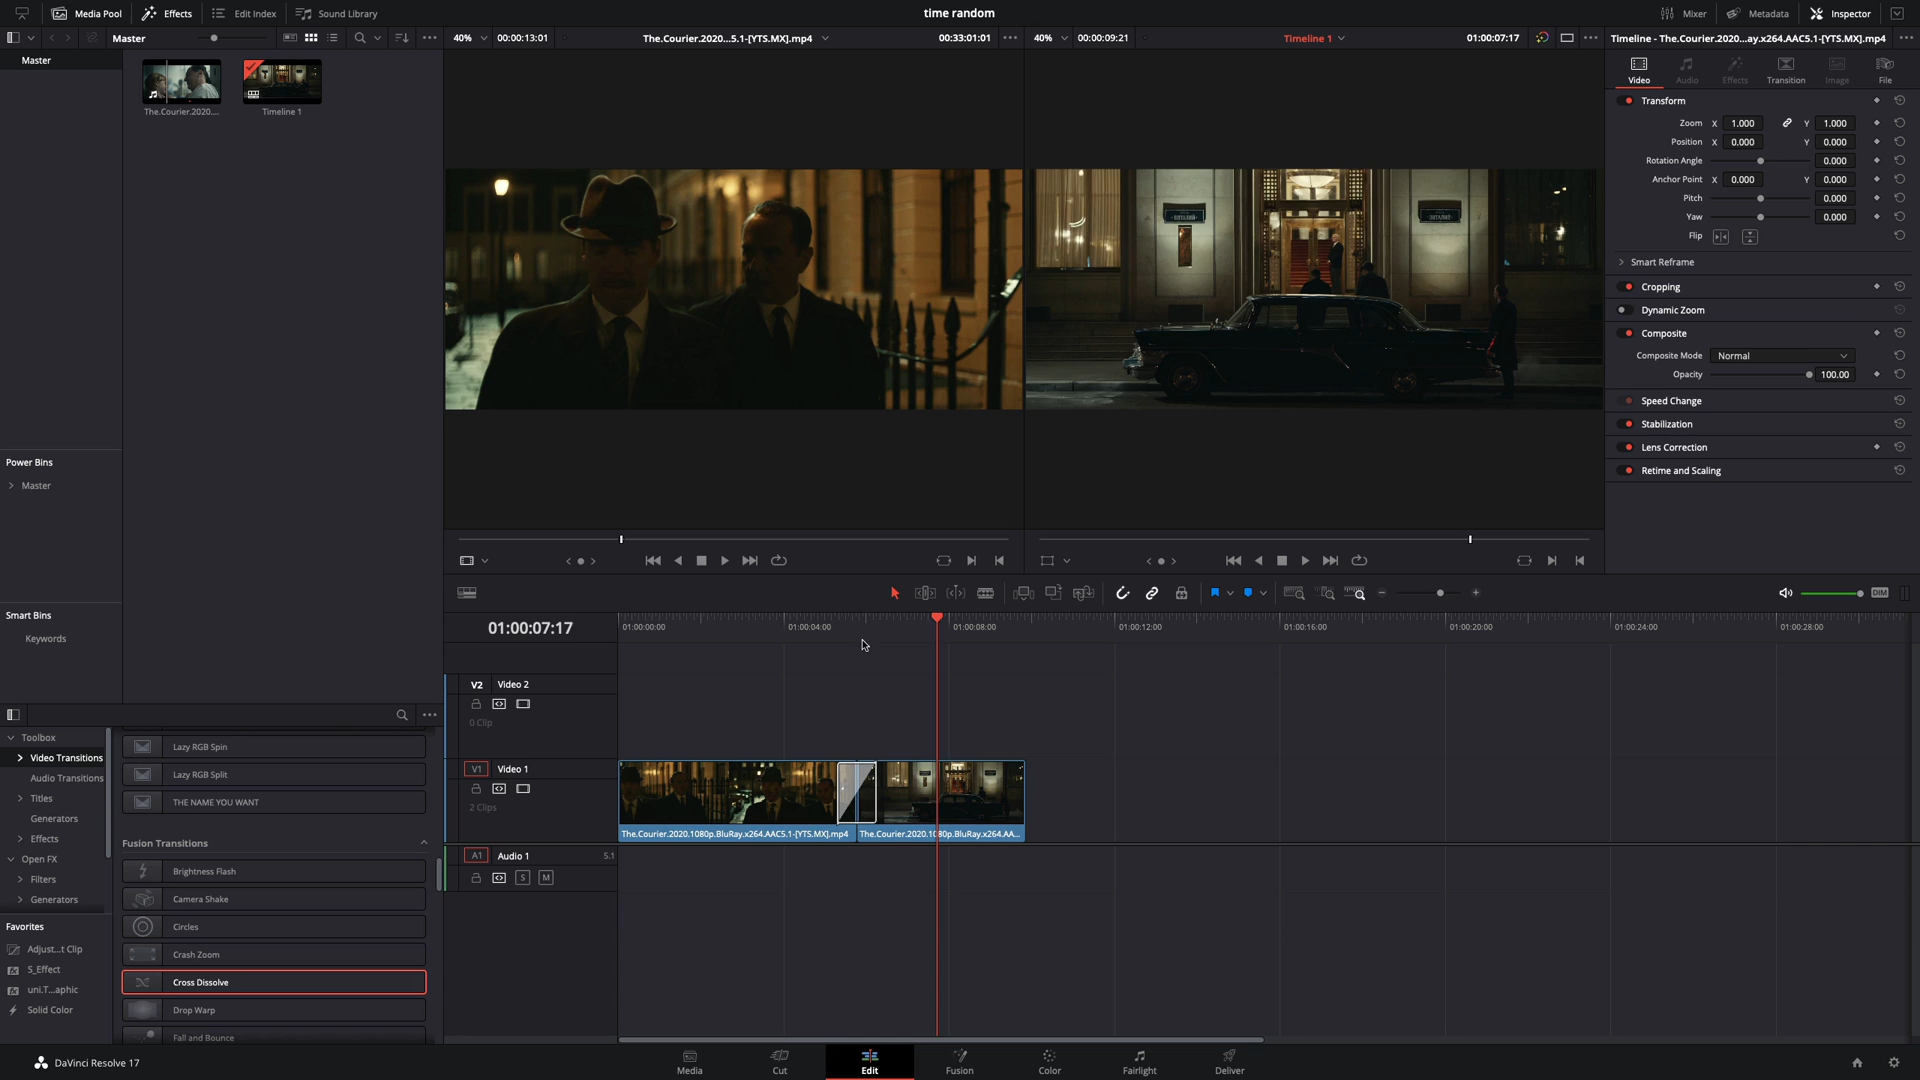 Media Pool
Effects
Edit Index
Sound Library
time random
Mixer
Metadata
Inspector
Master
40%
00:00:13:01
The.Courier.2020...5.1-[YTS.MX].mp4
00:33:01:01
40%
00:00:09:21
Timeline 1
01:00:07:17
Timeline - The.Courier.2020...ay.x264.AAC5.1-[YTS.MX].mp4
Master
The.Courier.2020....
Timeline 1
Video
Audio
Effects
Transition
Image
File
Transform
Zoom X 1.000 Y 1.000
Position X 0.000 Y 0.000
Rotation Angle 0.000
Anchor Point X 0.000 Y 0.000
Pitch 0.000
Yaw 0.000
Flip
Smart Reframe
Cropping
Dynamic Zoom
Composite
Composite Mode Normal
Opacity 100.00
Speed Change
Stabilization
Lens Correction
Retime and Scaling
Power Bins
Master
Smart Bins
Keywords
DIM
01:00:07:17
01:00:00:00
01:00:04:00
01:00:08:00
01:00:12:00
01:00:16:00
01:00:20:00
01:00:24:00
01:00:28:00
V2 Video 2
0 Clip
V1 Video 1
2 Clips
The.Courier.2020.1080p.BluRay.x264.AAC5.1-[YTS.MX].mp4
The.Courier.2020.1080p.BluRay.x264.AA...
A1 Audio 1 5.1
S M
Toolbox
Video Transitions
Audio Transitions
Titles
Generators
Effects
Open FX
Filters
Generators
Favorites
Adjust...t Clip
S_Effect
uni.T...aphic
Solid Color
Lazy RGB Spin
Lazy RGB Split
THE NAME YOU WANT
Fusion Transitions
Brightness Flash
Camera Shake
Circles
Crash Zoom
Cross Dissolve
Drop Warp
Fall and Bounce
DaVinci Resolve 17
Media
Cut
Edit
Fusion
Color
Fairlight
Deliver